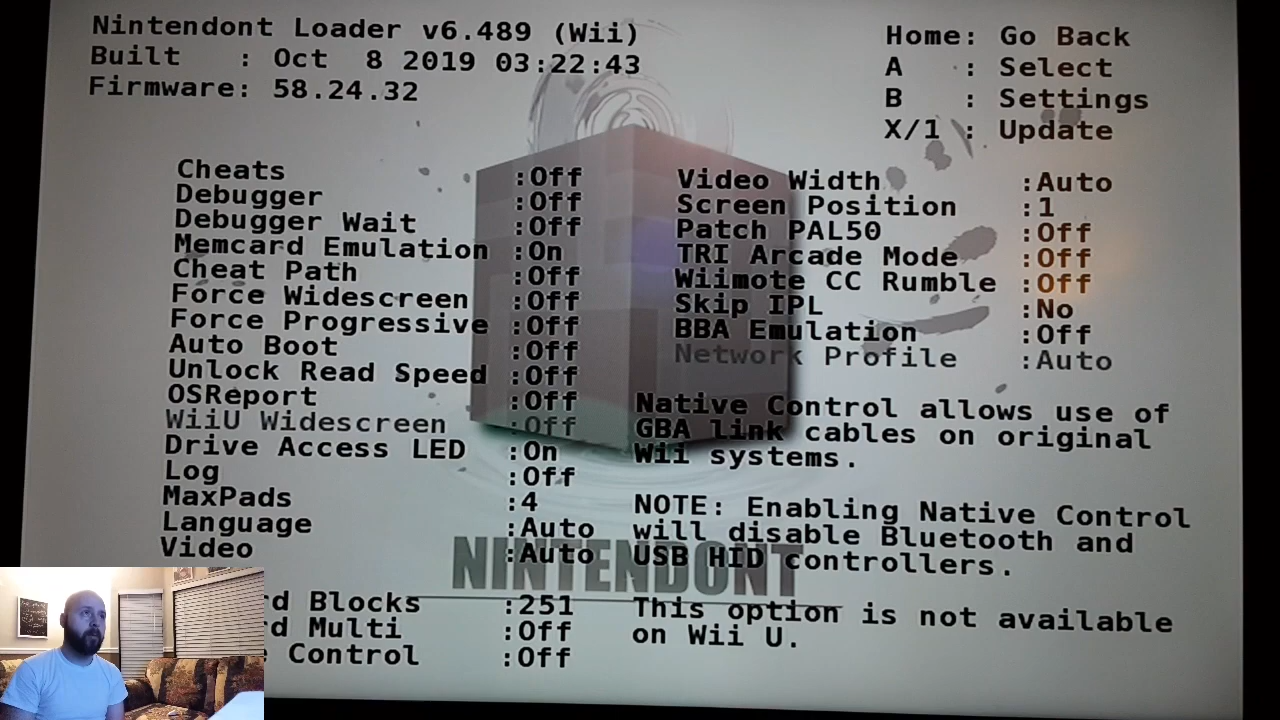 Nintendont Loader v6.489 (Wii)
Built   : Oct  8 2019 03:22:43
Firmware: 58.24.32
Home: Go Back
A   : Select
B   : Settings
X/1 : Update
Cheats :Off
Debugger :Off
Debugger Wait :Off
Memcard Emulation :On
Cheat Path :Off
Force Widescreen :Off
Force Progressive :Off
Auto Boot :Off
Unlock Read Speed :Off
OSReport :Off
WiiU Widescreen :Off
Drive Access LED :On
Log :Off
MaxPads :4
Language :Auto
Video :Auto
rd Blocks :251
rd Multi :Off
e Control :Off
Video Width :Auto
Screen Position :1
Patch PAL50 :Off
TRI Arcade Mode :Off
Wiimote CC Rumble :Off
Skip IPL :No
BBA Emulation :Off
Network Profile :Auto
Native Control allows use of
GBA link cables on original
Wii systems.
NOTE: Enabling Native Control
will disable Bluetooth and
USB HID controllers.
This option is not available
on Wii U.
NINTENDONT